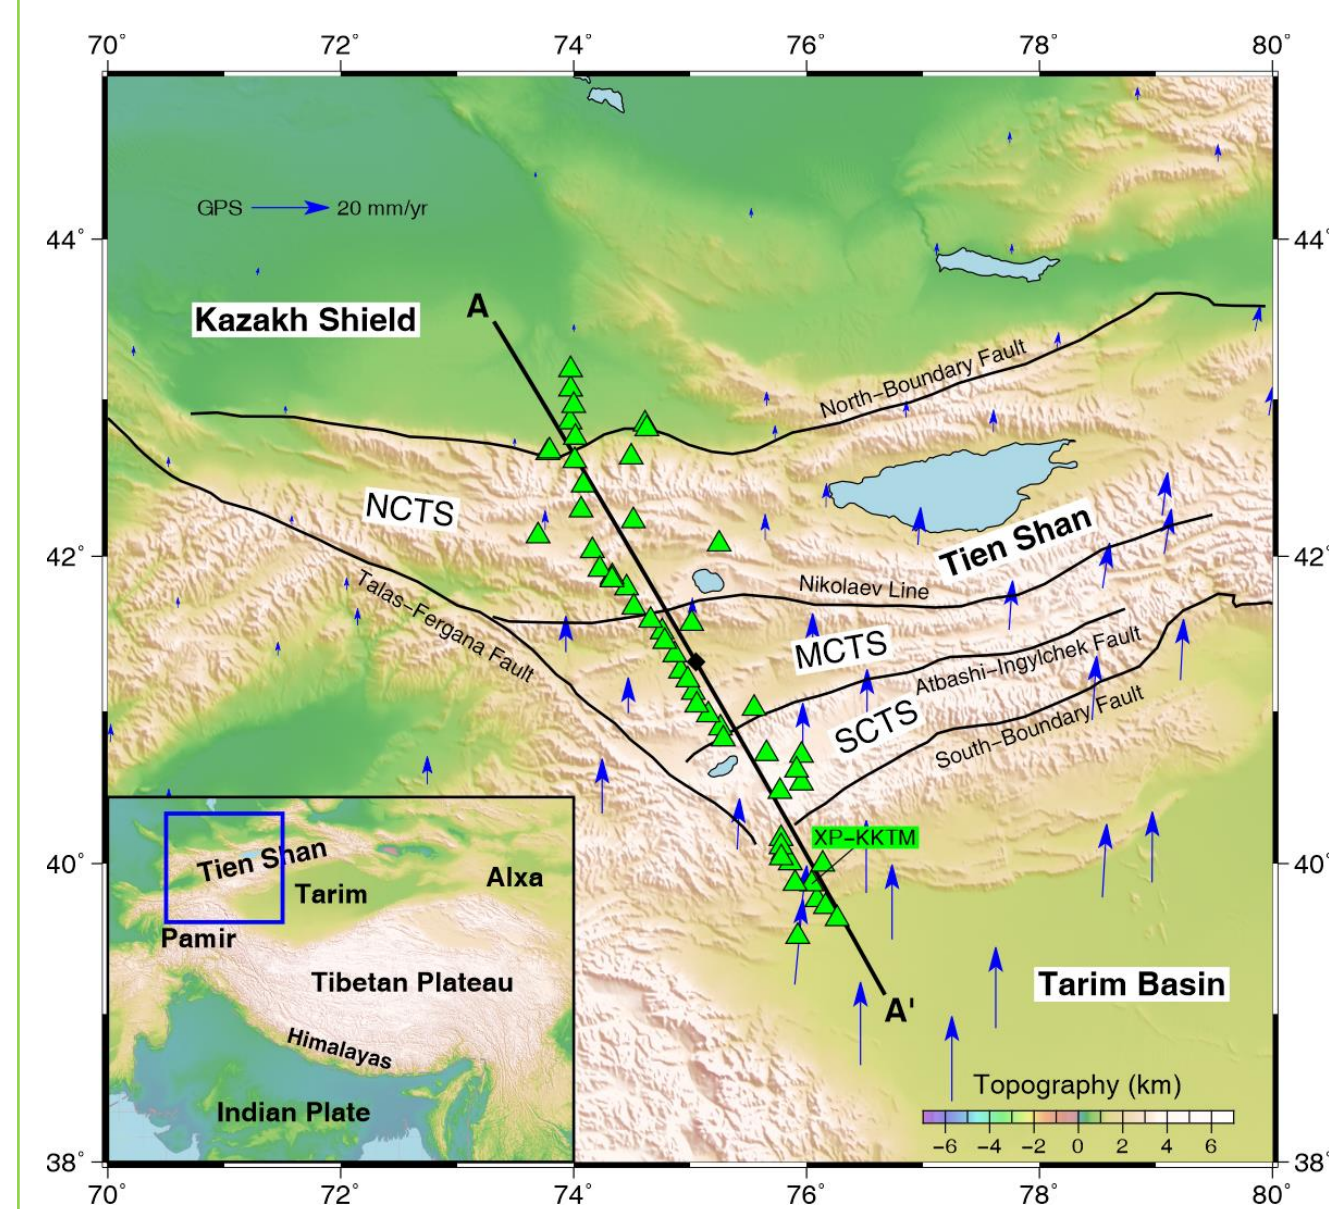 70° 72° 74° 76° 78° 80°
44° 44°
GPS 20 mm/yr
A
Kazakh Shield
North–Boundary Fault
NCTS
Tien Shan
42° 42°
Talas–Fergana Fault
Nikolaev Line
MCTS
Atbashi–Ingylchek Fault
SCTS
South–Boundary Fault
XP–KKTM
40° 40°
Tien Shan
Alxa
Tarim
Pamir
Tibetan Plateau
Tarim Basin
A'
Himalayas
Indian Plate
Topography (km)
−6 −4 −2 0 2 4 6
38° 38°
70° 72° 74° 76° 78° 80°